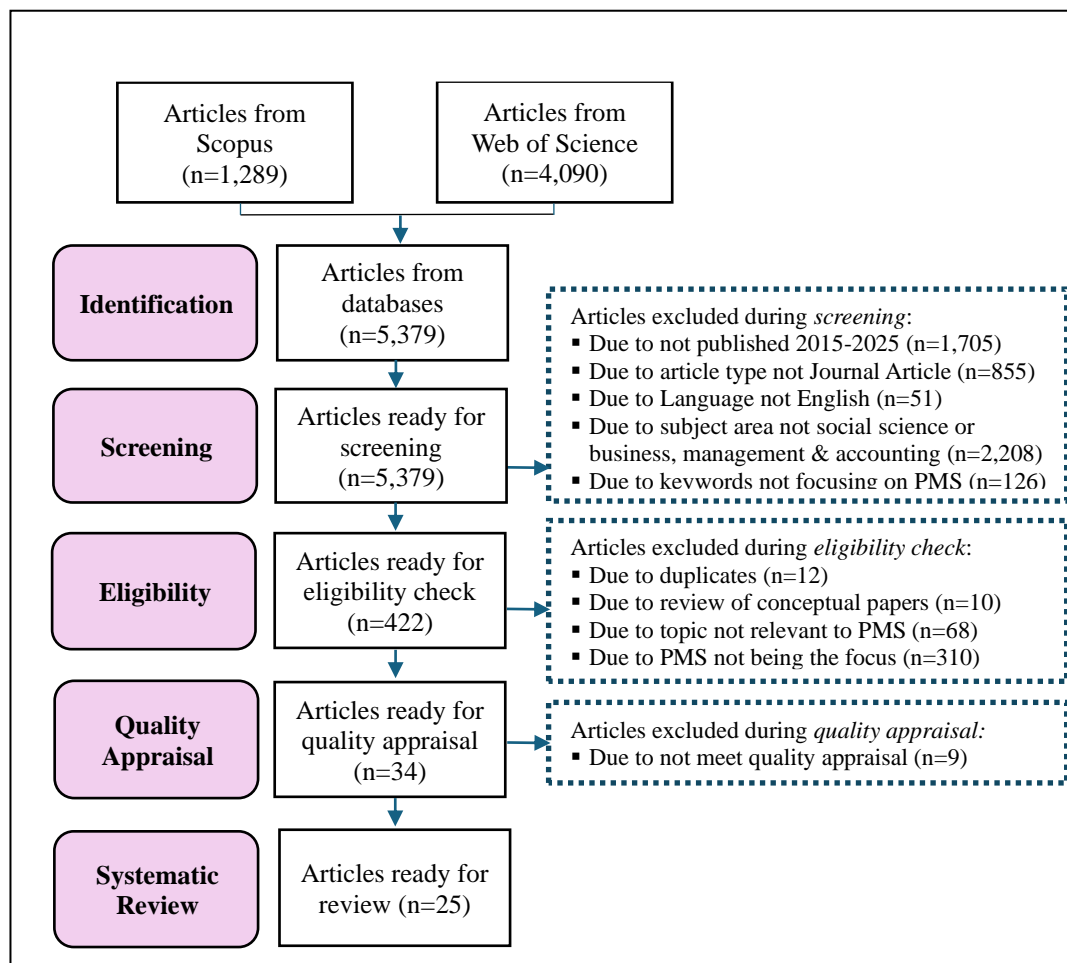 Articles from
Scopus
(n=1,289)
Articles from
Web of Science
(n=4,090)
Identification
Articles from
databases
(n=5,379)
Screening
Articles ready for
screening
(n=5,379)
Articles excluded during screening:
▪ Due to not published 2015-2025 (n=1,705)
▪ Due to article type not Journal Article (n=855)
▪ Due to Language not English (n=51)
▪ Due to subject area not social science or
business, management & accounting (n=2,208)
▪ Due to keywords not focusing on PMS (n=126)
Eligibility
Articles ready for
eligibility check
(n=422)
Articles excluded during eligibility check:
▪ Due to duplicates (n=12)
▪ Due to review of conceptual papers (n=10)
▪ Due to topic not relevant to PMS (n=68)
▪ Due to PMS not being the focus (n=310)
Quality
Appraisal
Articles ready for
quality appraisal
(n=34)
Articles excluded during quality appraisal:
▪ Due to not meet quality appraisal (n=9)
Systematic
Review
Articles ready for
review (n=25)